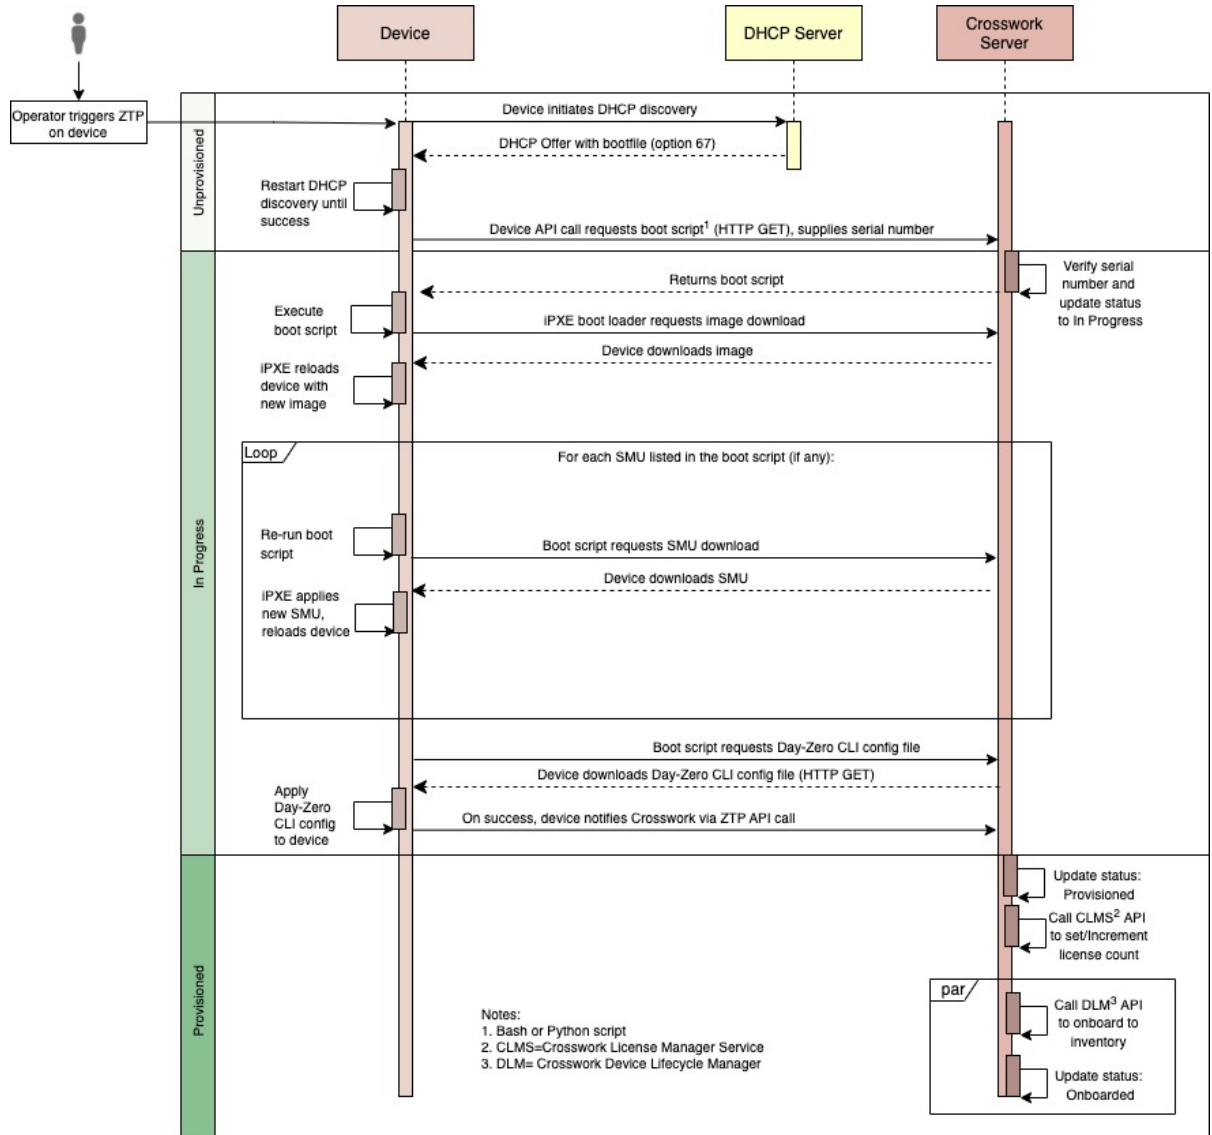 Device
DHCP Server
Crosswork
Server
Operator triggers ZTP
on device
Unprovisioned
Device initiates DHCP discovery
DHCP Offer with bootfile (option 67)
Restart DHCP
discovery until
success
Device API call requests boot script1 (HTTP GET), supplies serial number
In Progress
Verify serial
number and
update status
to In Progress
Returns boot script
Execute
boot script
iPXE boot loader requests image download
Device downloads image
iPXE reloads
device with
new image
Loop
For each SMU listed in the boot script (if any):
Re-run boot
script
Boot script requests SMU download
Device downloads SMU
iPXE applies
new SMU,
reloads device
Boot script requests Day-Zero CLI config file
Device downloads Day-Zero CLI config file (HTTP GET)
Apply
Day-Zero
CLI config
to device
On success, device notifies Crosswork via ZTP API call
Provisioned
Update status:
Provisioned
Call CLMS2 API
to set/Increment
license count
par
Call DLM3 API
to onboard to
inventory
Update status:
Onboarded
Notes:
1. Bash or Python script
2. CLMS=Crosswork License Manager Service
3. DLM= Crosswork Device Lifecycle Manager